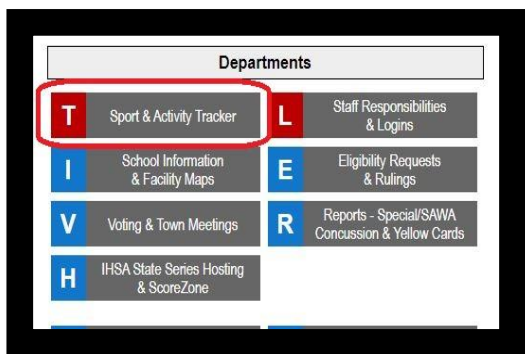 Departments
T
Sport & Activity Tracker
L
Staff Responsibilities
& Logins
I
School Information
& Facility Maps
E
Eligibility Requests
& Rulings
V
Voting & Town Meetings
R
Reports - Special/SAWA
Concussion & Yellow Cards
H
IHSA State Series Hosting
& ScoreZone